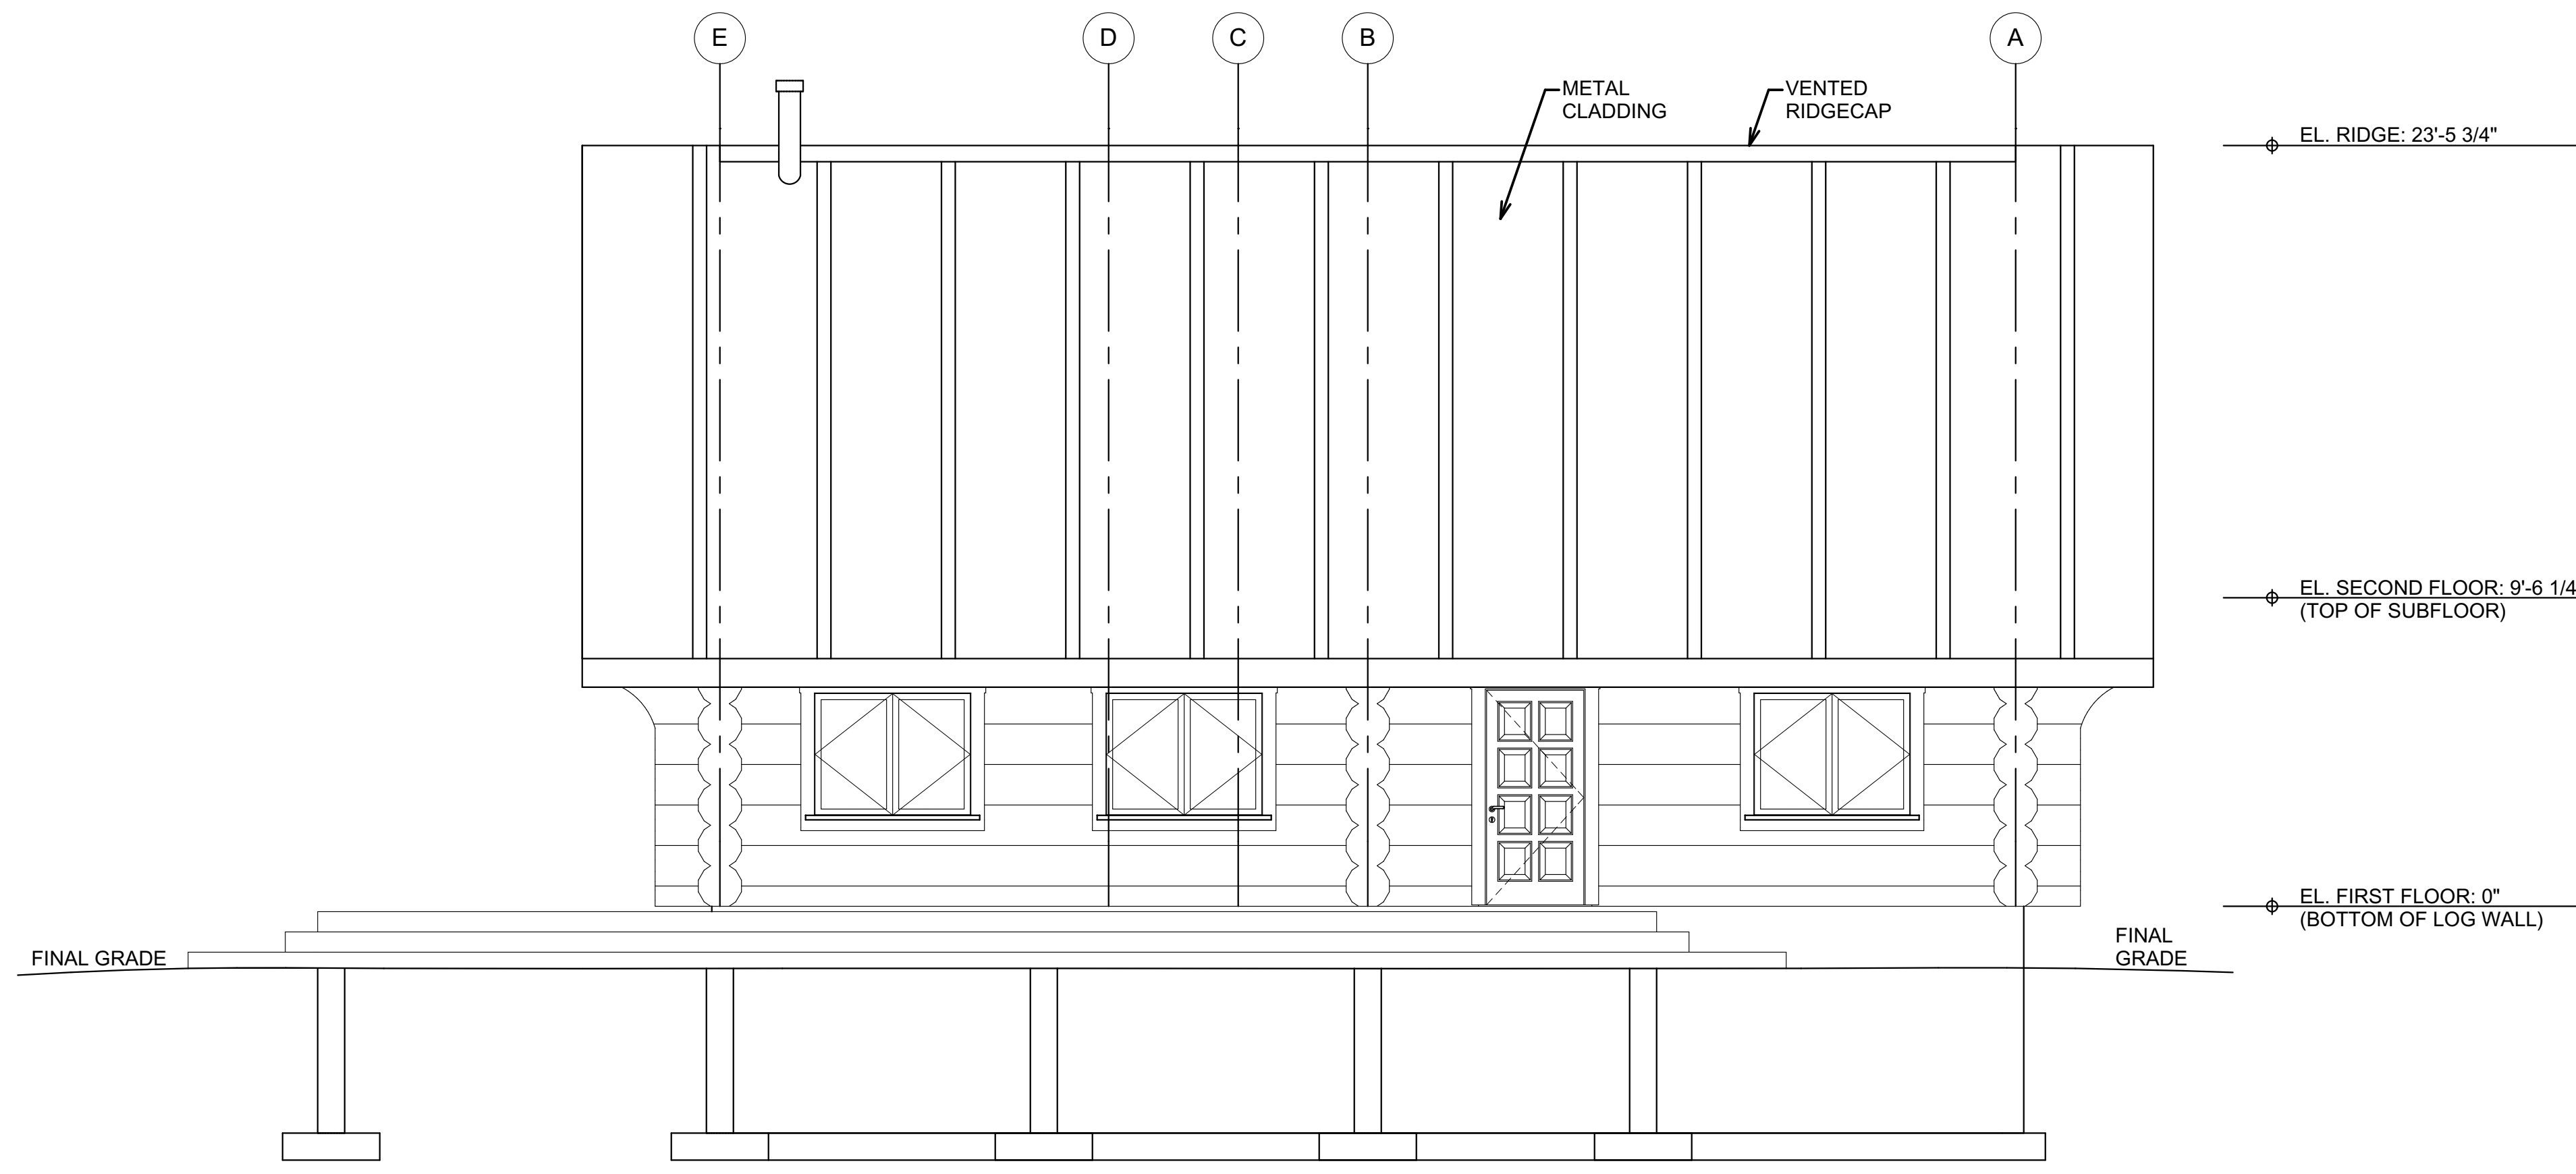 E
D
C
B
A
METAL
CLADDING
VENTED
RIDGECAP
EL. RIDGE: 23'-5 3/4"
EL. SECOND FLOOR: 9'-6 1/4
(TOP OF SUBFLOOR)
EL. FIRST FLOOR: 0"
(BOTTOM OF LOG WALL)
FINAL GRADE
FINAL
GRADE